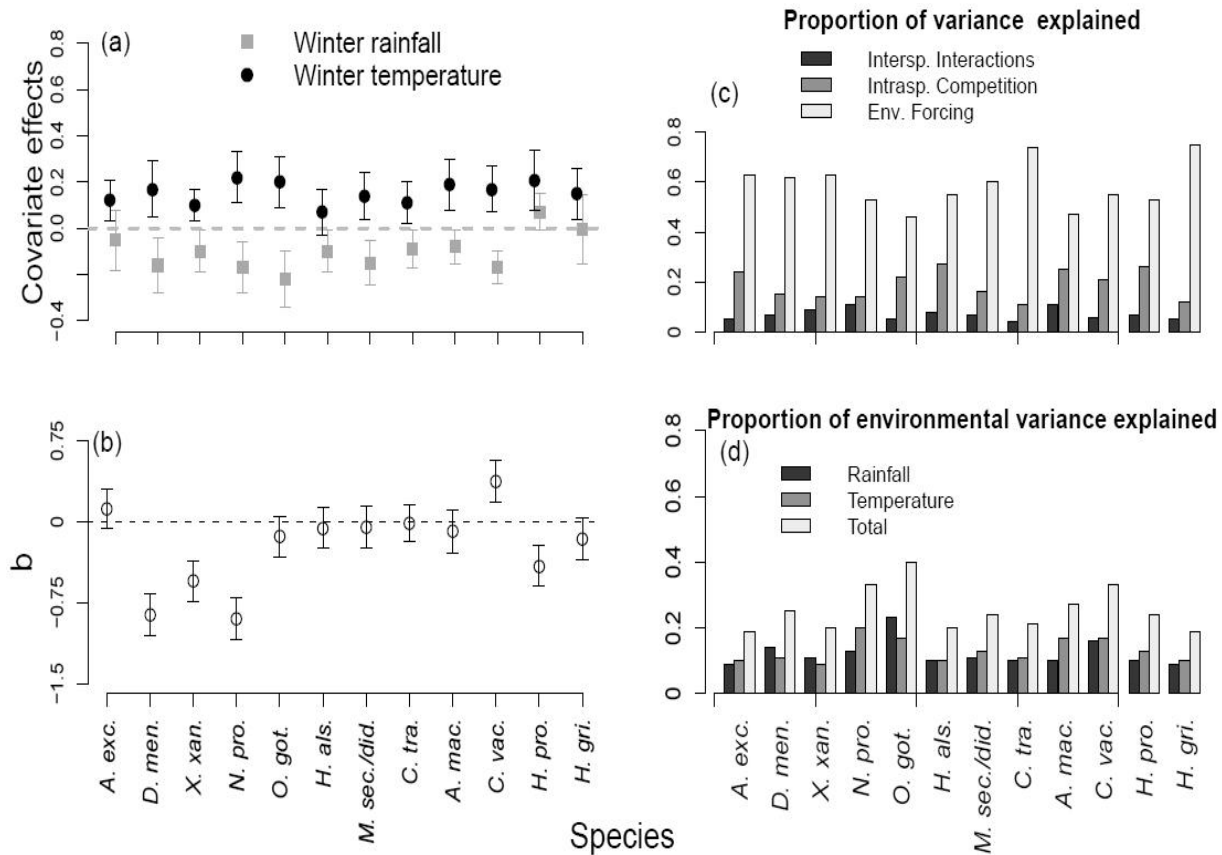 (a)
Winter rainfall
Winter temperature
Covariate effects
0.8
0.6
0.4
0.2
0.0
−0.4
(b)
b
0.75
0
−0.75
−1.5
A. exc.
D. men.
X. xan.
N. pro.
O. got.
H. als.
M. sec./did.
C. tra.
A. mac.
C. vac.
H. pro.
H. gri.
Proportion of variance explained
Intersp. Interactions
Intrasp. Competition
Env. Forcing
(c)
0.8
0.6
0.4
0.2
0
Proportion of environmental variance explained
(d)
Rainfall
Temperature
Total
0.8
0.6
0.4
0.2
0
A. exc.
D. men.
X. xan.
N. pro.
O. got.
H. als.
M. sec./did.
C. tra.
A. mac.
C. vac.
H. pro.
H. gri.
Species